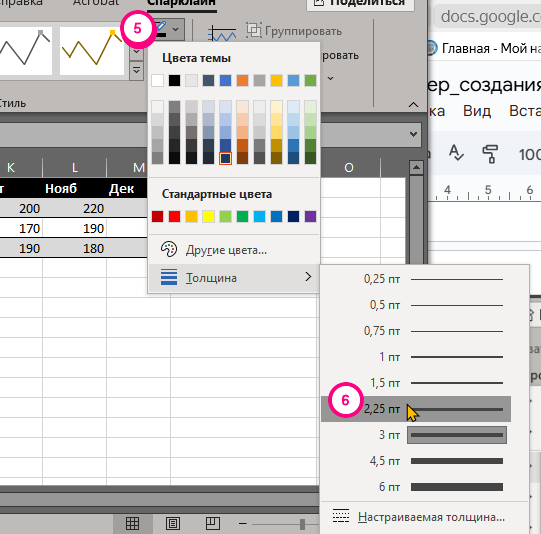 Acrobat
Спарклайн
Поделиться
5
Группировать
Стиль
Цвета темы
Стандартные цвета
Другие цвета...
Толщина
K L M O
Нояб Дек
200 220
170 190
190 180
0,25 пт
0,5 пт
0,75 пт
1 пт
1,5 пт
6
2,25 пт
3 пт
4,5 пт
6 пт
Настраиваемая толщина...
docs.google.co
Главная - Мой на
ер_создания
ка Вид Вста
100
4 5 6 7